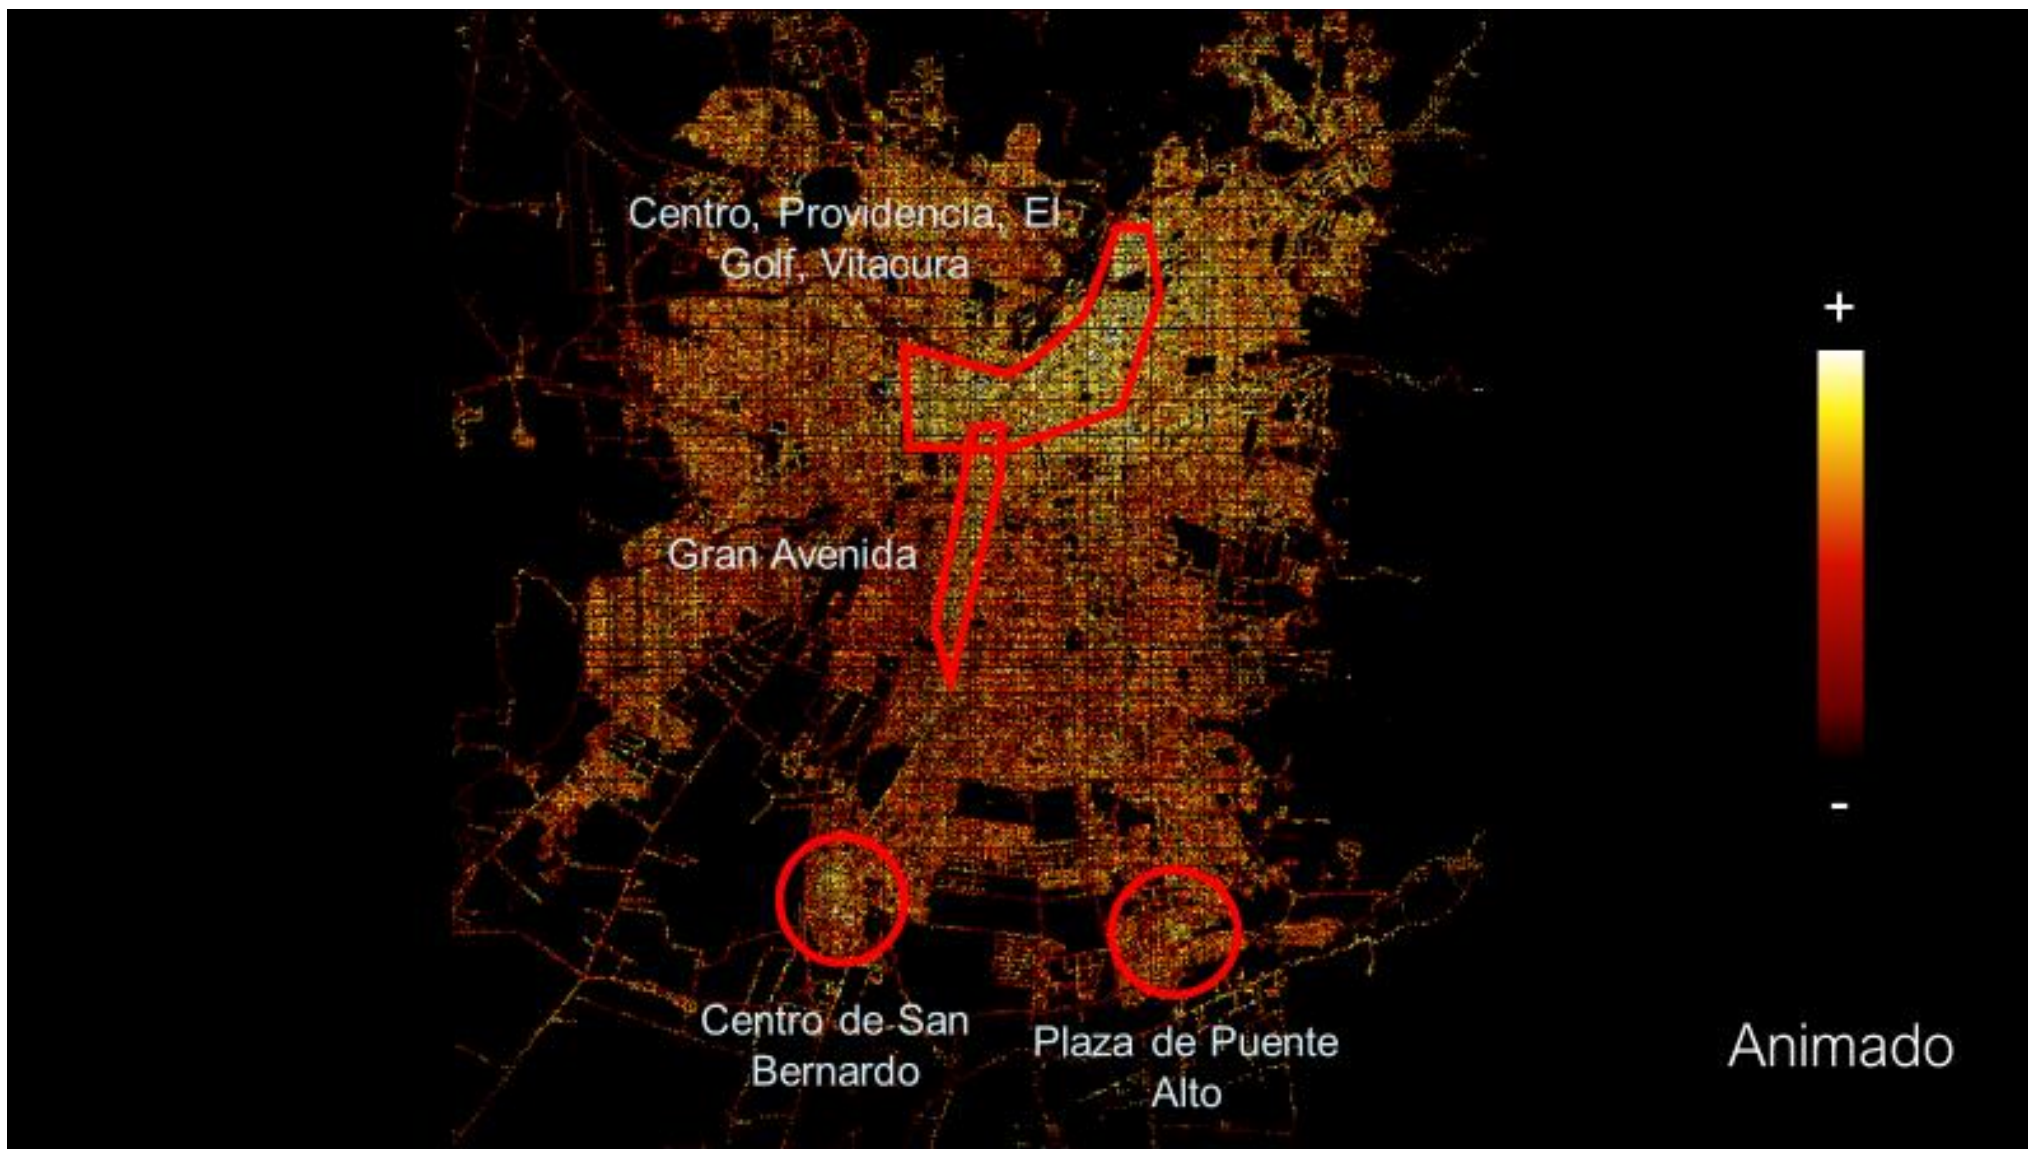 Centro, Providencia, El
Golf, Vitacura
+
Gran Avenida
-
Centro de San
Bernardo
Plaza de Puente
Alto
Animado